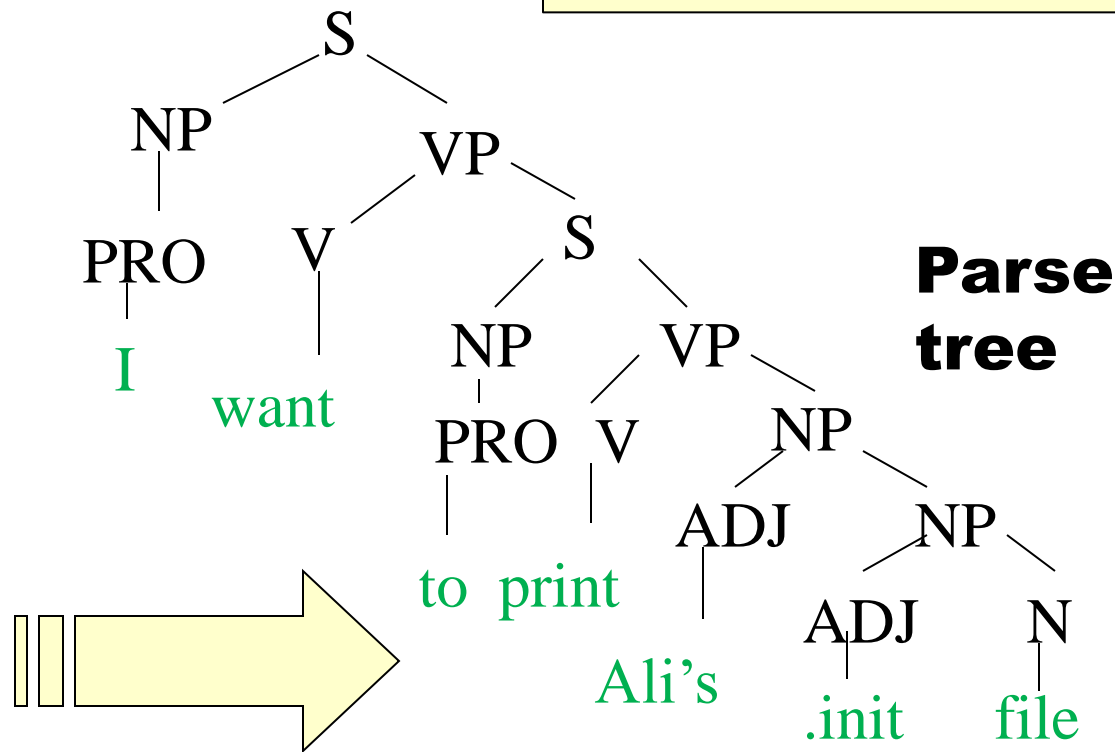 S
NP
VP
PRO
V
S
Parse
tree
I
want
NP
VP
PRO
V
NP
ADJ
NP
to print
ADJ
N
Ali’s
.init
file